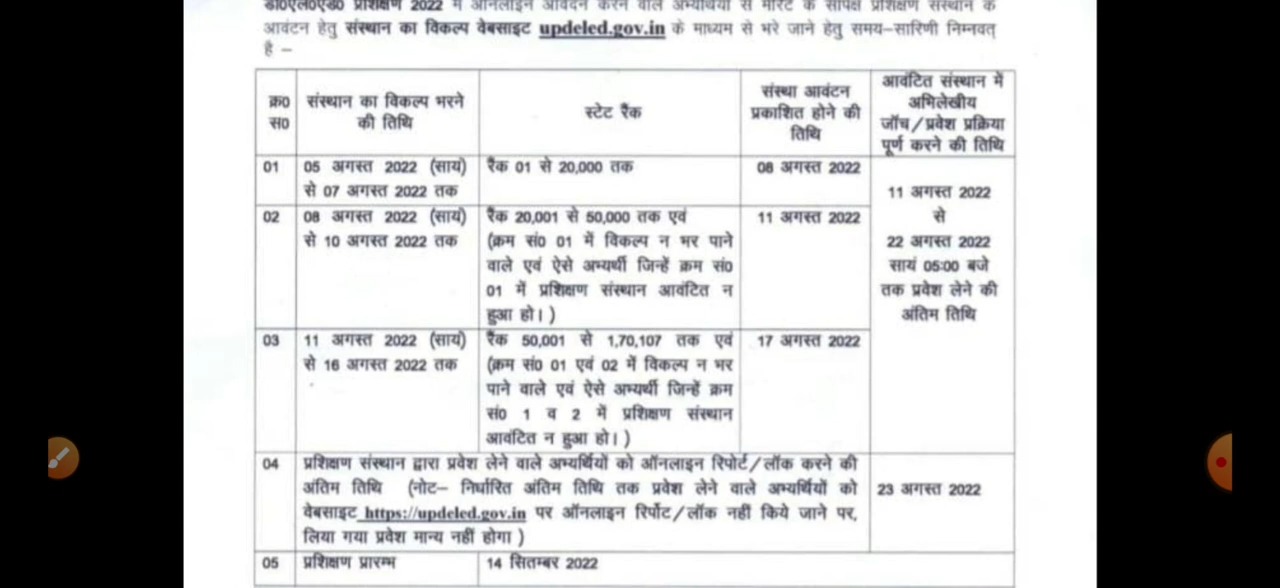 डी०एल०एड० प्रशिक्षण 2022 में ऑनलाइन आवेदन करने वाले अभ्यर्थियों से मेरिट के सापेक्ष प्रशिक्षण संस्थान के
आवंटन हेतु संस्थान का विकल्प वेबसाइट updeled.gov.in के माध्यम से भरे जाने हेतु समय–सारिणी निम्नवत्
है –
क्र० स०
संस्थान का विकल्प भरने
की तिथि
स्टेट रैंक
संस्था आवंटन
प्रकाशित होने की
तिथि
आवंटित संस्थान में
अभिलेखीय
जॉच/प्रवेश प्रक्रिया
पूर्ण करने की तिथि
01
05 अगस्त 2022 (सायं)
से 07 अगस्त 2022 तक
रैंक 01 से 20,000 तक
08 अगस्त 2022
11 अगस्त 2022
से
22 अगस्त 2022
सायं 05:00 बजे
तक प्रवेश लेने की
अंतिम तिथि
02
08 अगस्त 2022 (सायं)
से 10 अगस्त 2022 तक
रैंक 20,001 से 50,000 तक एवं
(क्रम सं0 01 में विकल्प न भर पाने
वाले एवं ऐसे अभ्यर्थी जिन्हें क्रम सं0
01 में प्रशिक्षण संस्थान आवंटित न
हुआ हो। )
11 अगस्त 2022
03
11 अगस्त 2022 (सायं)
से 16 अगस्त 2022 तक
रैंक 50,001 से 1,70,107 तक एवं
(क्रम सं0 01 एवं 02 में विकल्प न भर
पाने वाले एवं ऐसे अभ्यर्थी जिन्हें क्रम
सं0 1 व 2 में प्रशिक्षण संस्थान
आवंटित न हुआ हो। )
17 अगस्त 2022
04
प्रशिक्षण संस्थान द्वारा प्रवेश लेने वाले अभ्यर्थियों को ऑनलाइन रिपोर्ट/लॉक करने की
अंतिम तिथि (नोट– निर्धारित अंतिम तिथि तक प्रवेश लेने वाले अभ्यर्थियों को
वेबसाइट https://updeled.gov.in पर ऑनलाइन रिर्पोट/लॉक नहीं किये जाने पर,
लिया गया प्रवेश मान्य नहीं होगा )
23 अगस्त 2022
05
प्रशिक्षण प्रारम्भ
14 सितम्बर 2022